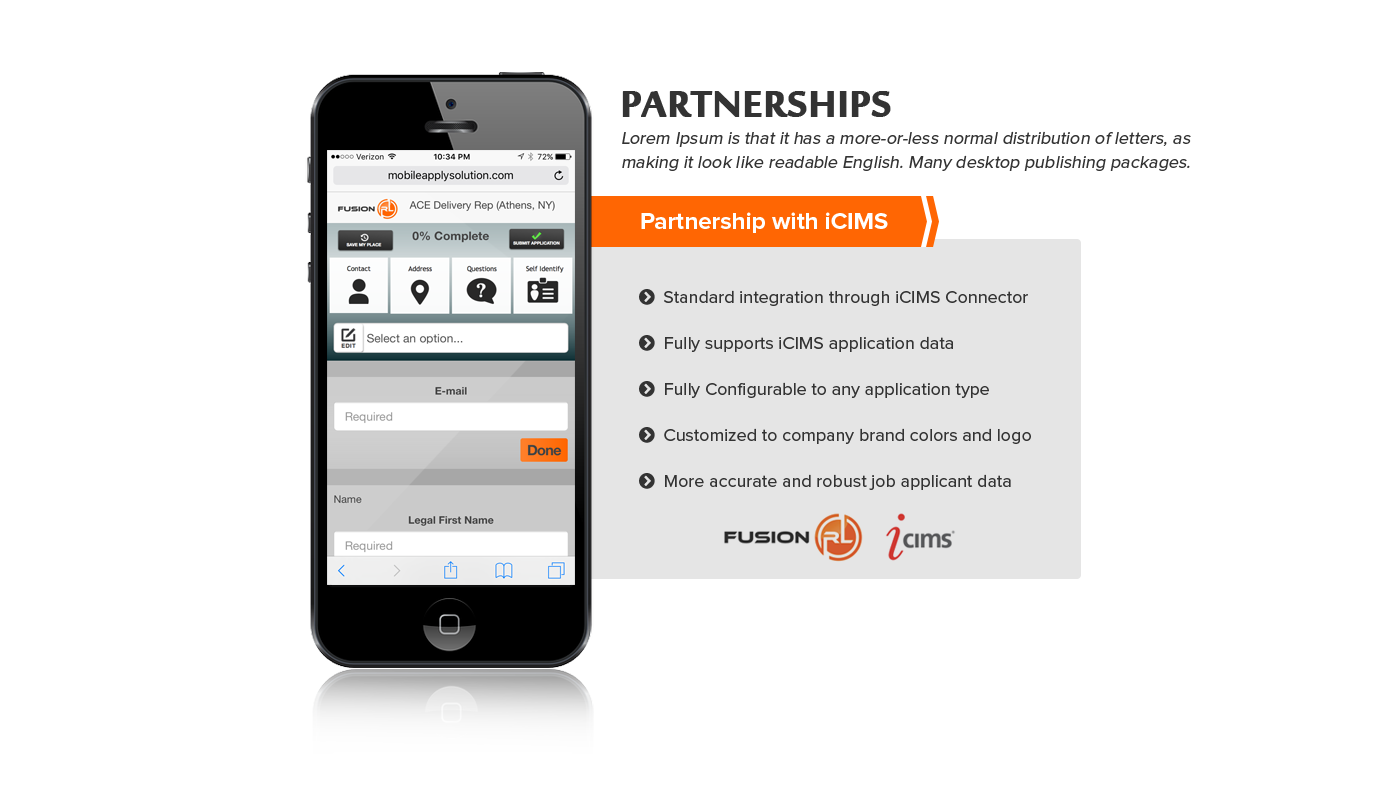 Verizon 10:34 PM 72%
mobileapplysolution.com
FUSION RL ACE Delivery Rep (Athens, NY)
SAVE MY PLACE 0% Complete SUBMIT APPLICATION
Contact Address Questions Self Identify
EDIT Select an option...
E-mail
Required
Done
Name
Legal First Name
Required
PARTNERSHIPS
Lorem Ipsum is that it has a more-or-less normal distribution of letters, as
making it look like readable English. Many desktop publishing packages.
Partnership with iCIMS
Standard integration through iCIMS Connector
Fully supports iCIMS application data
Fully Configurable to any application type
Customized to company brand colors and logo
More accurate and robust job applicant data
FUSION RL icims